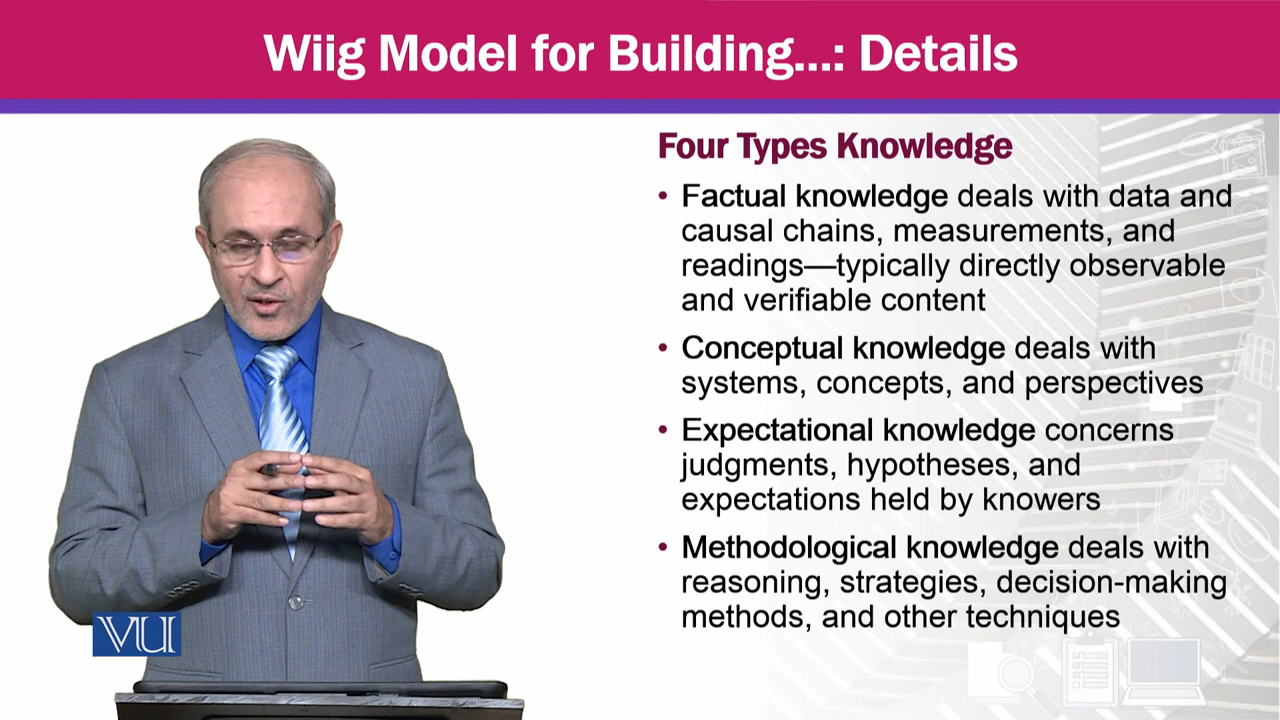 Wiig Model for Building...: Details
Four Types Knowledge
• Factual knowledge deals with data and
causal chains, measurements, and
readings—typically directly observable
and verifiable content
• Conceptual knowledge deals with
systems, concepts, and perspectives
• Expectational knowledge concerns
judgments, hypotheses, and
expectations held by knowers
• Methodological knowledge deals with
reasoning, strategies, decision-making
methods, and other techniques
VU